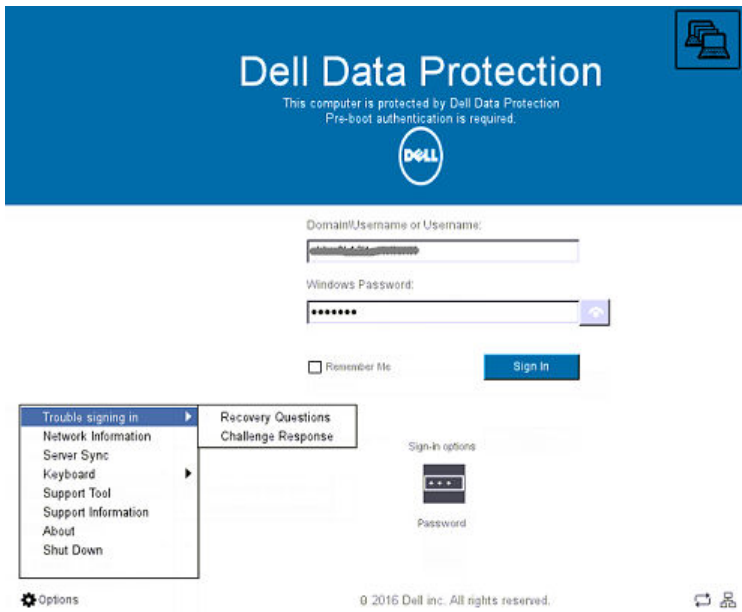 Dell Data Protection
This computer is protected by Dell Data Protection
Pre-boot authentication is required.
DELL
Domain\Username or Username:
Windows Password:
•••••••
Remember Me
Sign In
Trouble signing in
Recovery Questions
Network Information
Challenge Response
Server Sync
Keyboard
Support Tool
Support Information
About
Shut Down
Sign-in options
Password
Options
© 2016 Dell inc. All rights reserved.